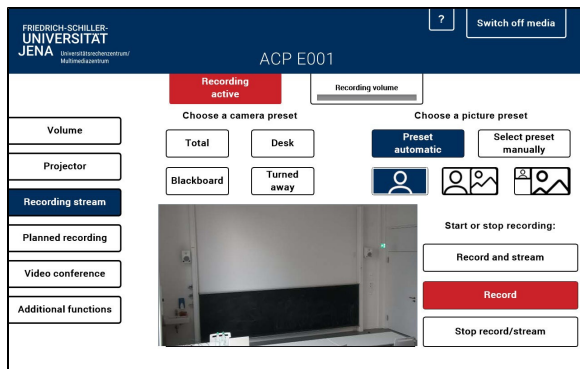 FRIEDRICH-SCHILLER-
UNIVERSITÄT
JENA Universitätsrechenzentrum/
Multimediazentrum
ACP E001
?
Switch off media
Recording
active
Recording volume
Choose a camera preset
Choose a picture preset
Volume
Projector
Recording stream
Planned recording
Video conference
Additional functions
Total
Desk
Blackboard
Turned
away
Preset
automatic
Select preset
manually
Start or stop recording:
Record and stream
Record
Stop record/stream